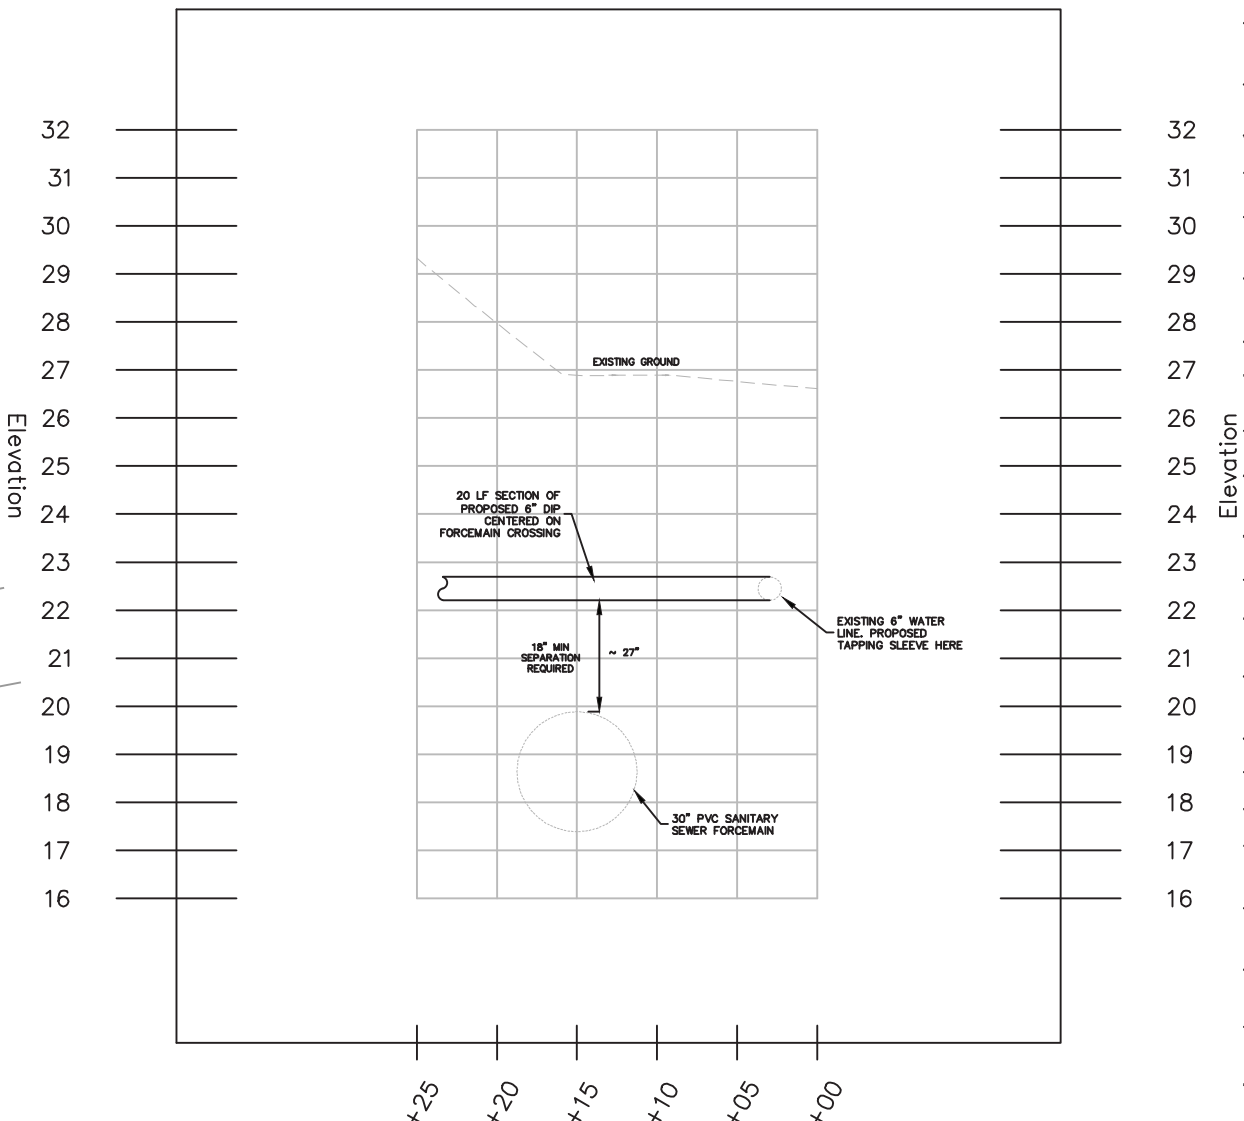 32
32
31
31
30
30
29
29
28
28
27
27
EXISTING GROUND
26
26
Elevation
Elevation
25
25
20 LF SECTION OF
PROPOSED 6" DIP
CENTERED ON
FORCEMAIN CROSSING
24
24
23
23
22
22
EXISTING 6" WATER
LINE. PROPOSED
TAPPING SLEEVE HERE
18" MIN
SEPARATION
REQUIRED
~ 27"
21
21
20
20
19
19
18
18
30" PVC SANITARY
SEWER FORCEMAIN
17
17
16
16
+25
+20
+15
+10
+05
+00